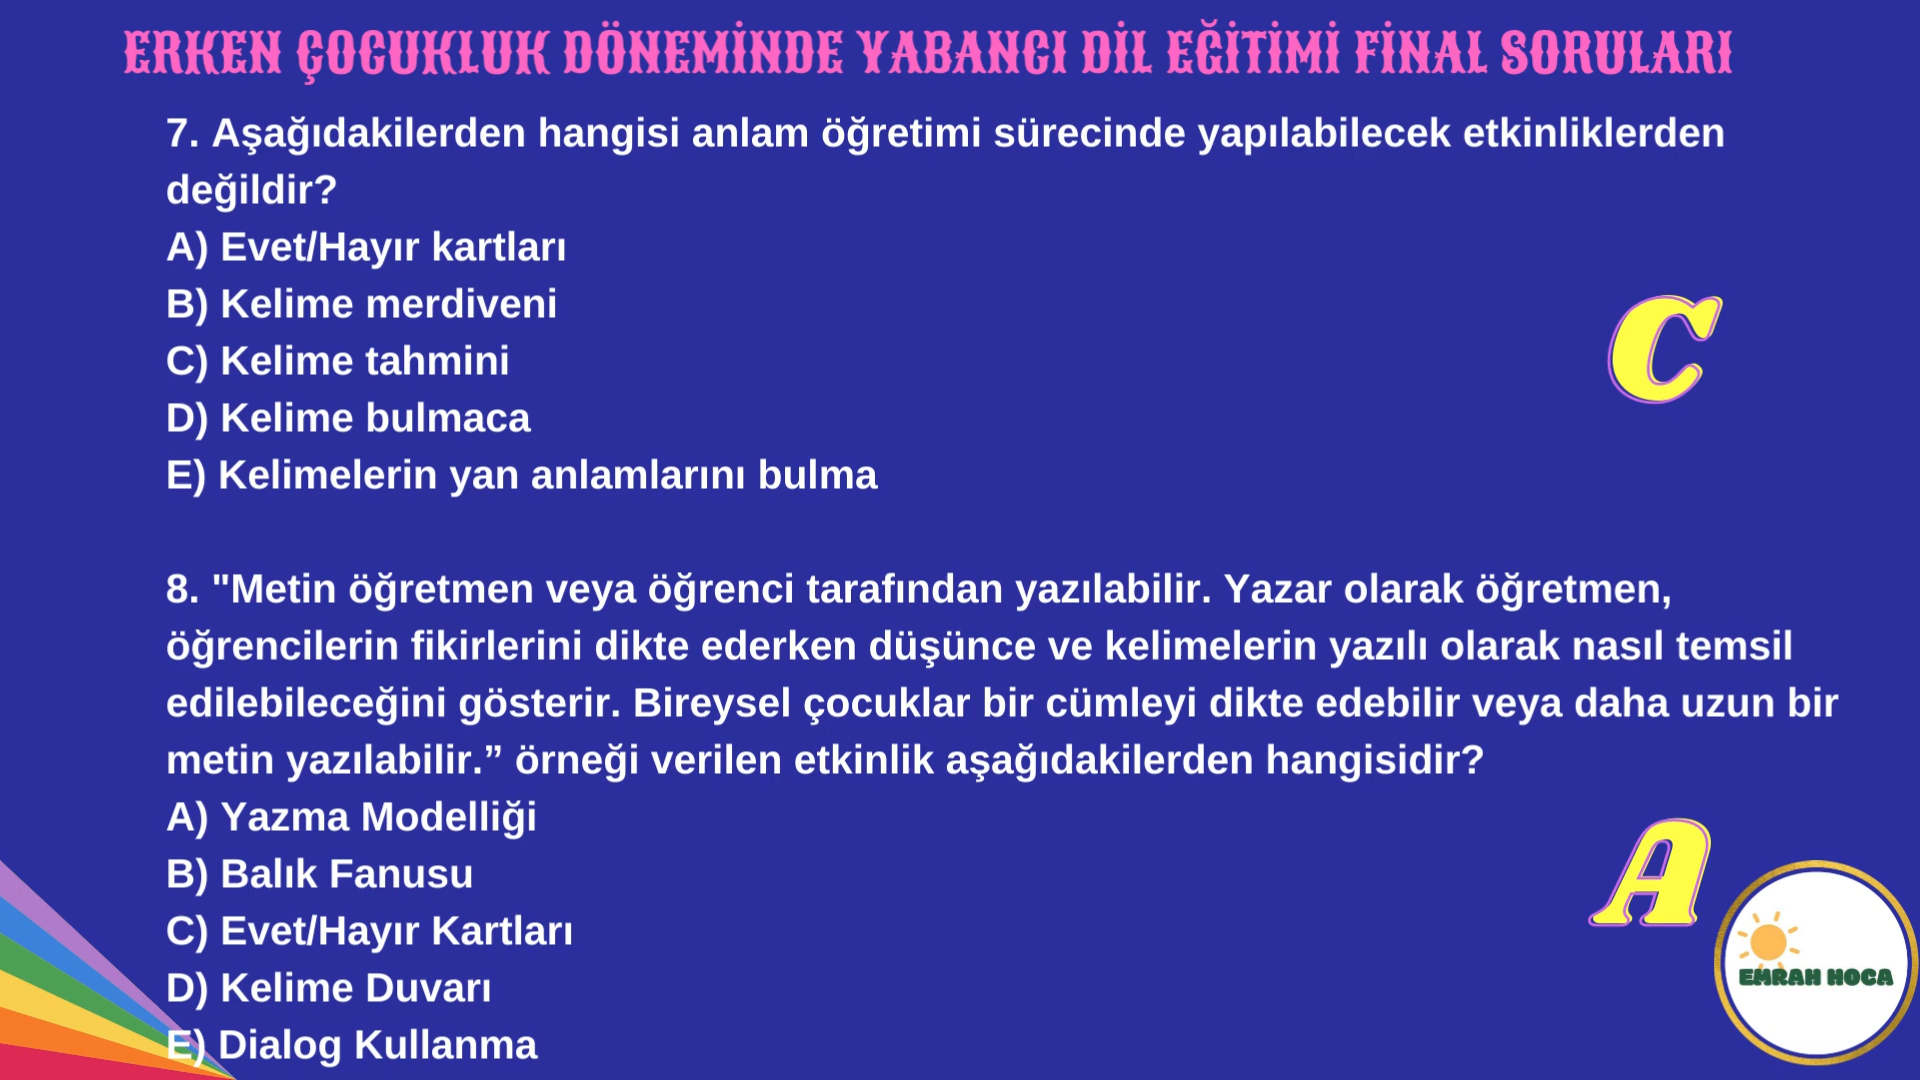 ERKEN ÇOCUKLUK DÖNEMİNDE YABANCI DİL EĞİTİMİ FİNAL SORULARI
7. Aşağıdakilerden hangisi anlam öğretimi sürecinde yapılabilecek etkinliklerden
değildir?
A) Evet/Hayır kartları
B) Kelime merdiveni
C) Kelime tahmini
D) Kelime bulmaca
E) Kelimelerin yan anlamlarını bulma
C
8. "Metin öğretmen veya öğrenci tarafından yazılabilir. Yazar olarak öğretmen,
öğrencilerin fikirlerini dikte ederken düşünce ve kelimelerin yazılı olarak nasıl temsil
edilebileceğini gösterir. Bireysel çocuklar bir cümleyi dikte edebilir veya daha uzun bir
metin yazılabilir.” örneği verilen etkinlik aşağıdakilerden hangisidir?
A) Yazma Modelliği
B) Balık Fanusu
C) Evet/Hayır Kartları
D) Kelime Duvarı
E) Dialog Kullanma
A
EMRAH HOCA